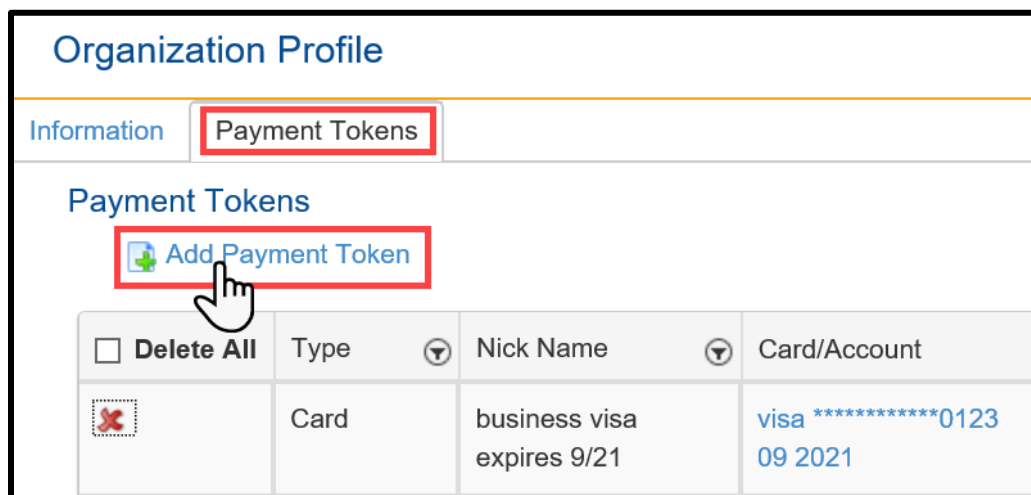 Organization Profile
Information Payment Tokens
Payment Tokens
Add Payment Token
Delete All Type Nick Name Card/Account
Card business visa visa ************0123
expires 9/21 09 2021